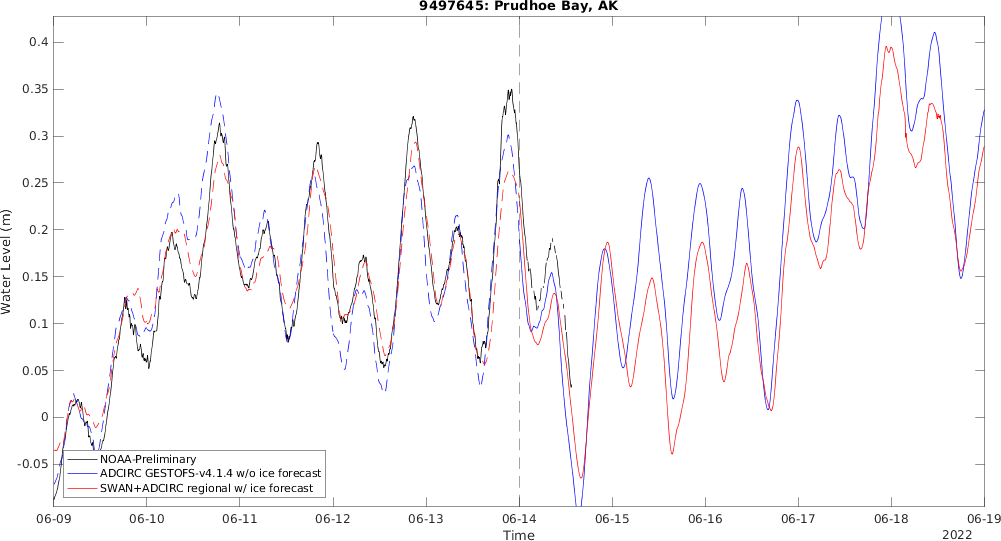 9497645: Prudhoe Bay, AK
Water Level (m)
0.4
0.35
0.3
0.25
0.2
0.15
0.1
0.05
0
-0.05
NOAA-Preliminary
ADCIRC GESTOFS-v4.1.4 w/o ice forecast
SWAN+ADCIRC regional w/ ice forecast
06-09 06-10 06-11 06-12 06-13 06-14 06-15 06-16 06-17 06-18 06-19
Time
2022